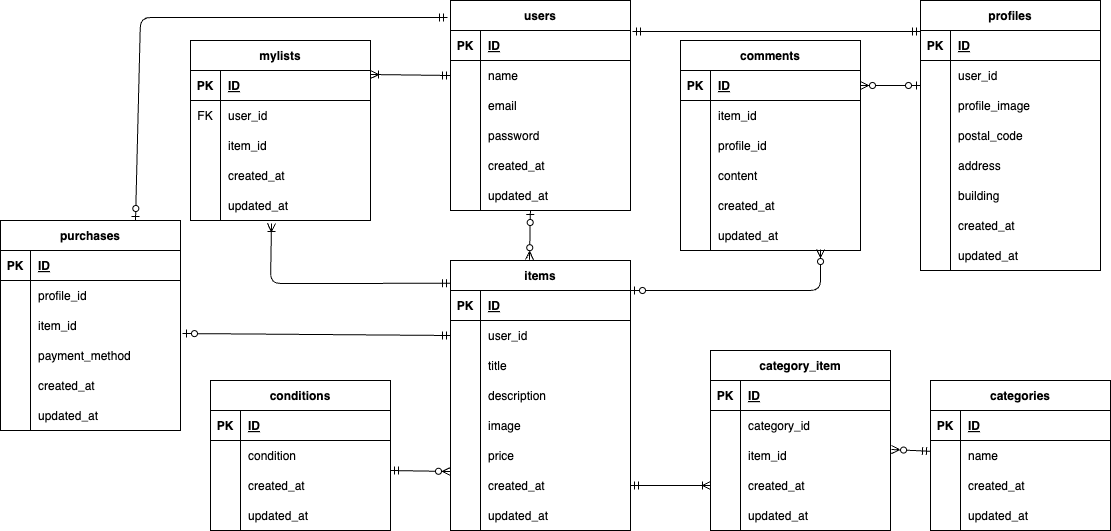 users
PK ID
name
email
password
created_at
updated_at
profiles
PK ID
user_id
profile_image
postal_code
address
building
created_at
updated_at
mylists
PK ID
FK user_id
item_id
created_at
updated_at
comments
PK ID
item_id
profile_id
content
created_at
updated_at
purchases
PK ID
profile_id
item_id
payment_method
created_at
updated_at
items
PK ID
user_id
title
description
image
price
created_at
updated_at
conditions
PK ID
condition
created_at
updated_at
category_item
PK ID
category_id
item_id
created_at
updated_at
categories
PK ID
name
created_at
updated_at